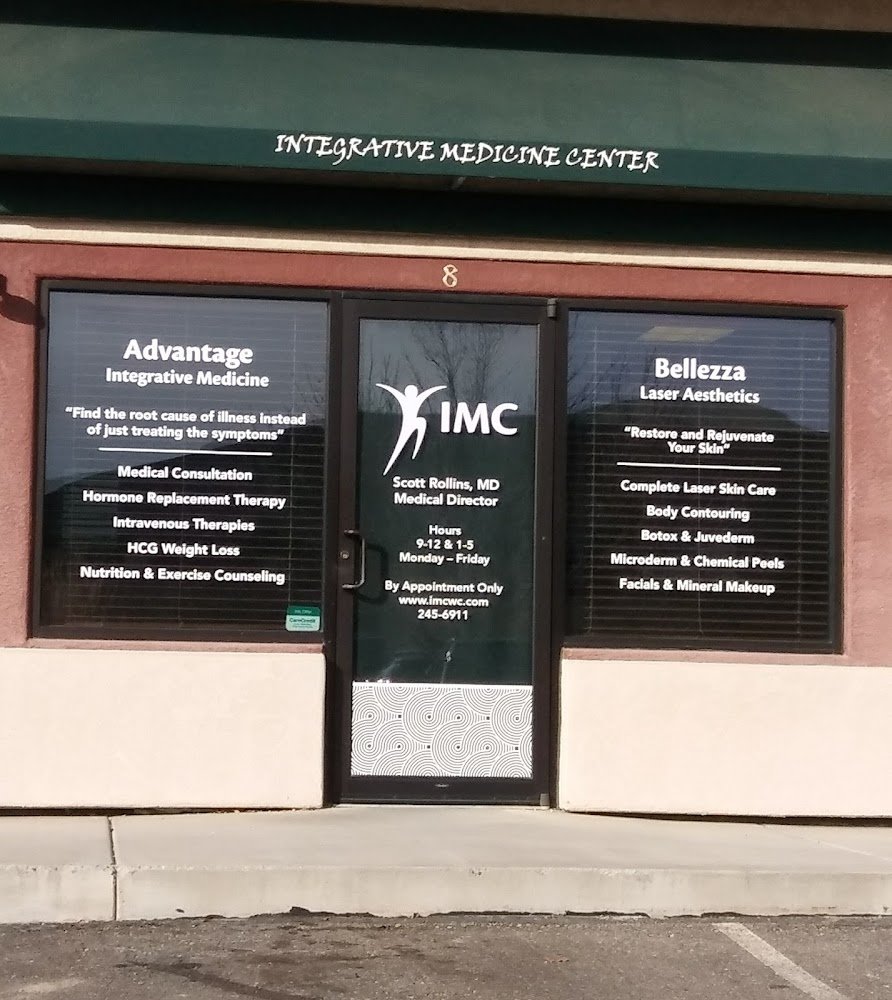 INTEGRATIVE MEDICINE CENTER
8
Advantage
Integrative Medicine
“Find the root cause of illness instead
of just treating the symptoms”
Medical Consultation
Hormone Replacement Therapy
Intravenous Therapies
HCG Weight Loss
Nutrition & Exercise Counseling
CareCredit
IMC
Scott Rollins, MD
Medical Director
Hours
9-12 & 1-5
Monday – Friday
By Appointment Only
www.imcwc.com
245-6911
Bellezza
Laser Aesthetics
“Restore and Rejuvenate
Your Skin”
Complete Laser Skin Care
Body Contouring
Botox & Juvederm
Microderm & Chemical Peels
Facials & Mineral Makeup